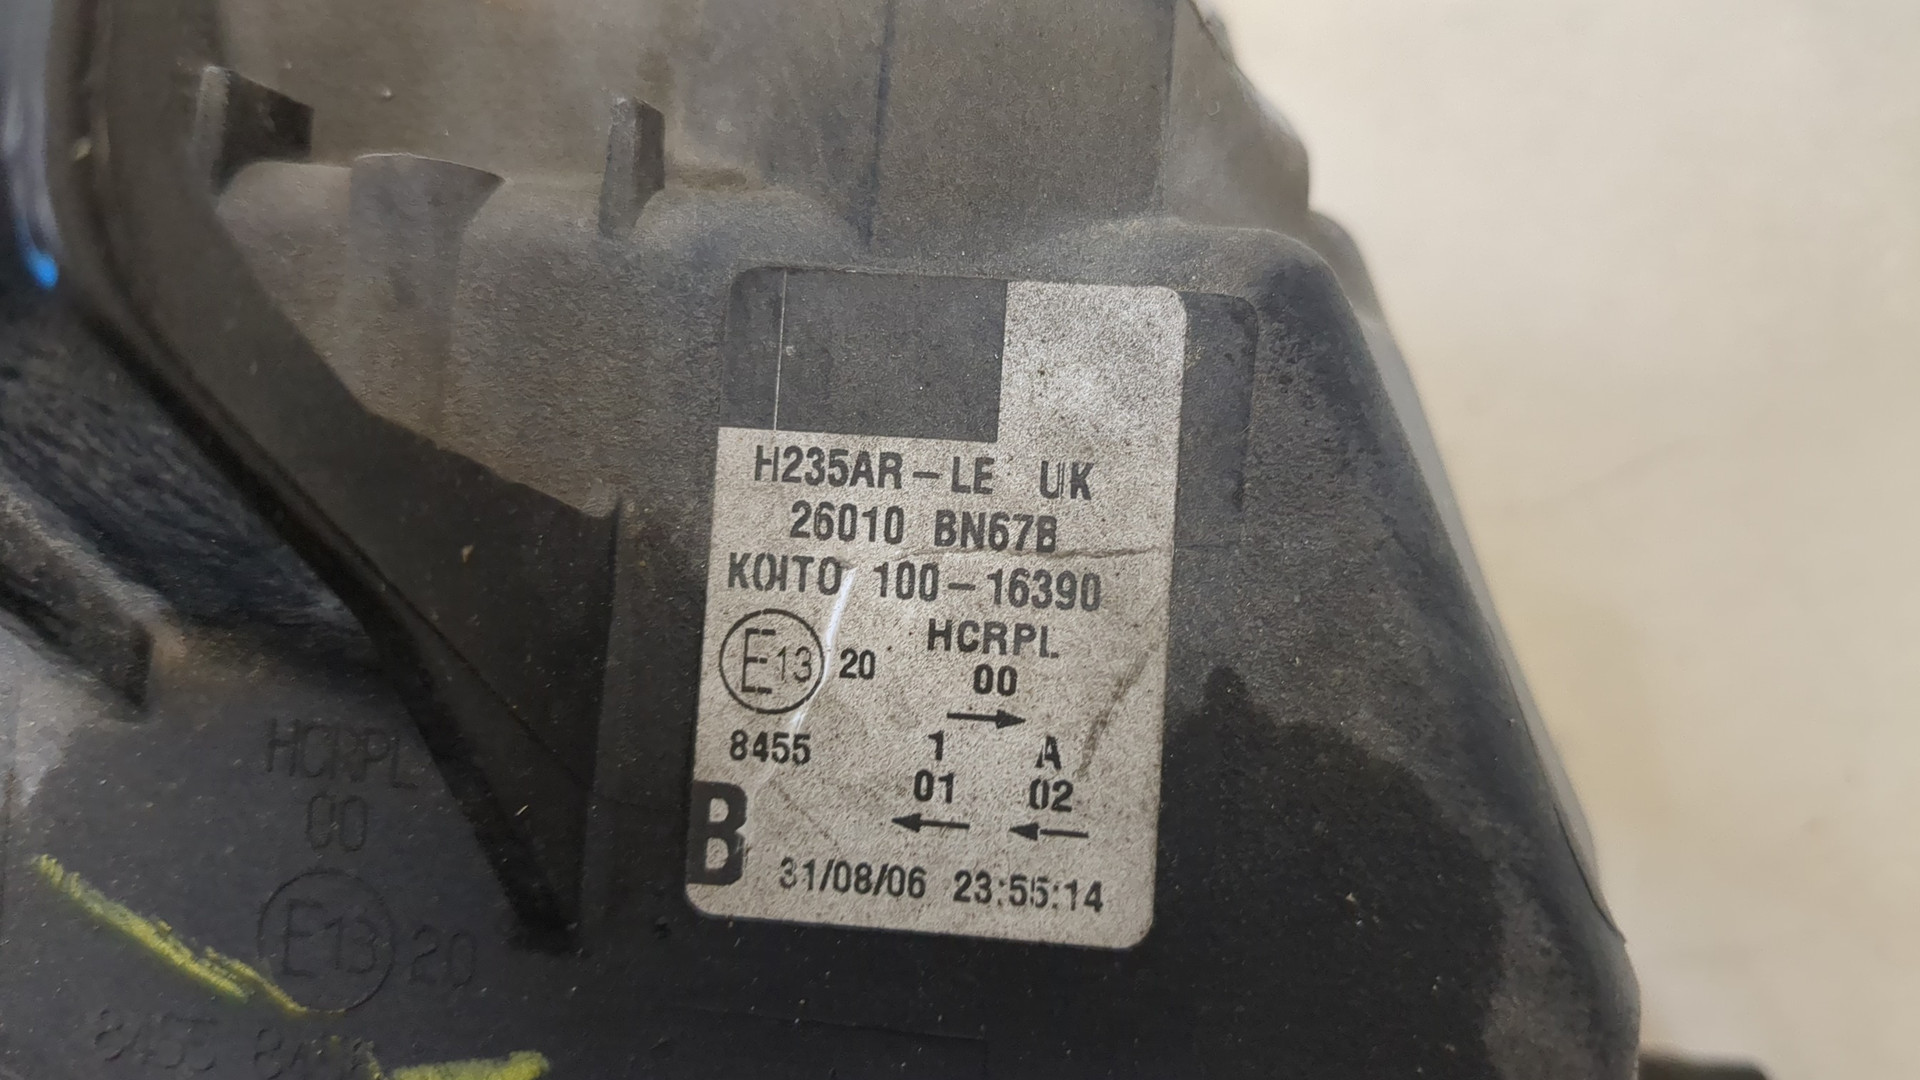 H235AR-LE UK
26010 BN67B
KOITO 100-16390
HCRPL
E13 20 00
→
8455 1 A
01 02
← ←
B
31/08/06 23:55:14
HCRPL
00
E13 20
8455